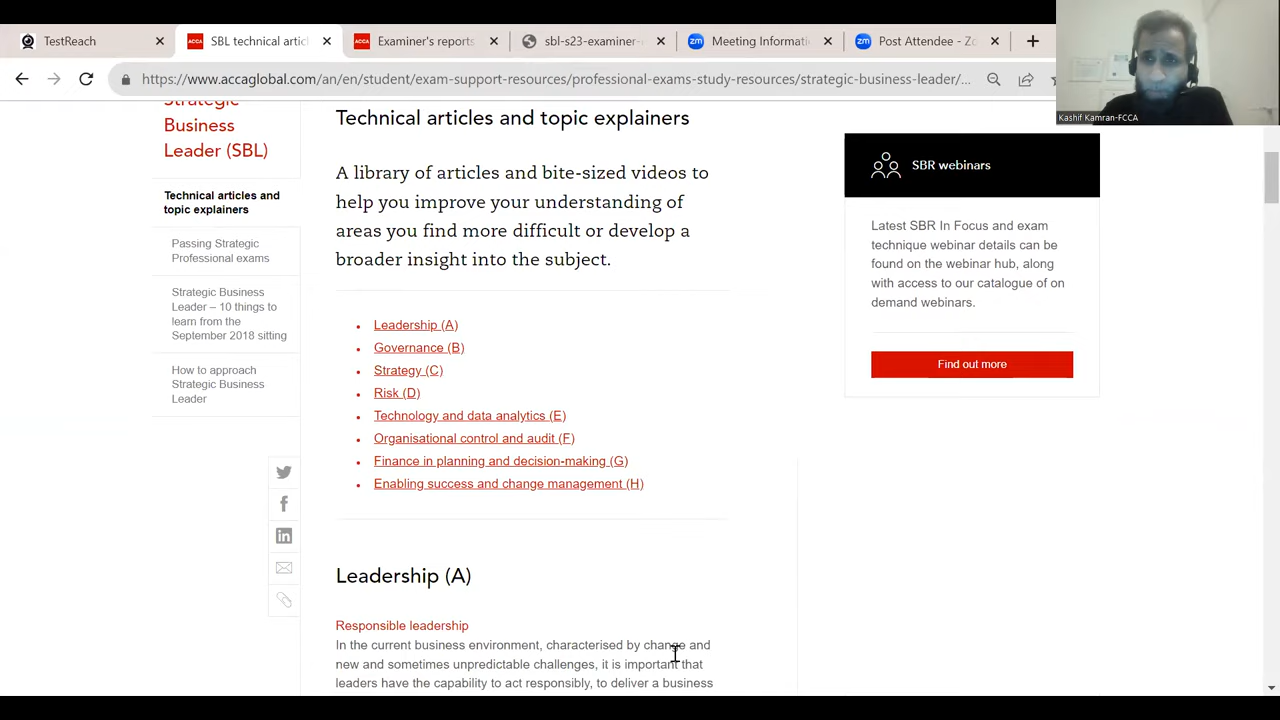 TestReach
ACCA
SBL technical artic
ACCA
Examiner's reports
sbl-s23-examiner-
zm
Meeting Informati
zm
Post Attendee - Zo
https://www.accaglobal.com/an/en/student/exam-support-resources/professional-exams-study-resources/strategic-business-leader/...
Kashif Kamran-FCCA
Strategic
Business
Leader (SBL)
Technical articles and
topic explainers
Passing Strategic
Professional exams
Strategic Business
Leader – 10 things to
learn from the
September 2018 sitting
How to approach
Strategic Business
Leader
Technical articles and topic explainers
A library of articles and bite-sized videos to
help you improve your understanding of
areas you find more difficult or develop a
broader insight into the subject.
Leadership (A)
Governance (B)
Strategy (C)
Risk (D)
Technology and data analytics (E)
Organisational control and audit (F)
Finance in planning and decision-making (G)
Enabling success and change management (H)
Leadership (A)
Responsible leadership
In the current business environment, characterised by change and
new and sometimes unpredictable challenges, it is important that
leaders have the capability to act responsibly, to deliver a business
SBR webinars
Latest SBR In Focus and exam
technique webinar details can be
found on the webinar hub, along
with access to our catalogue of on
demand webinars.
Find out more